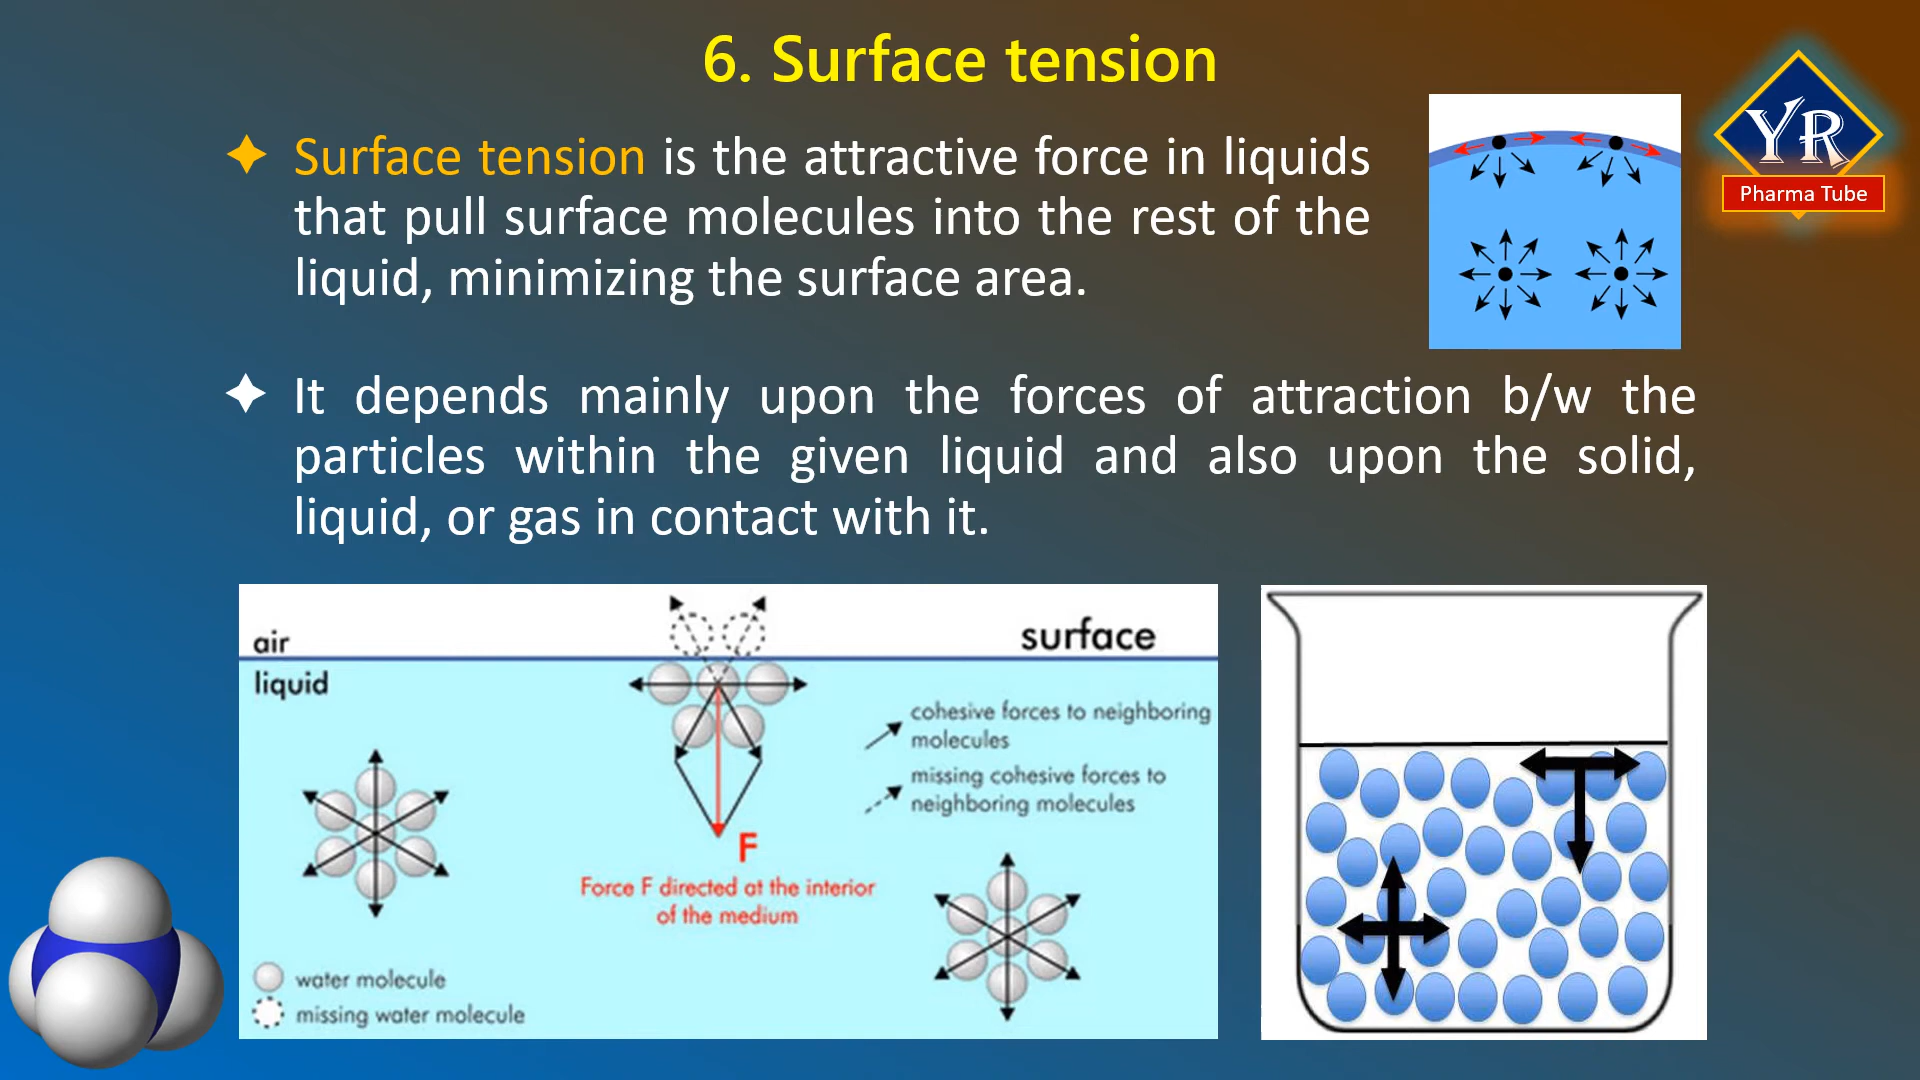 6. Surface tension
YR
Pharma Tube
Surface tension is the attractive force in liquids
that pull surface molecules into the rest of the
liquid, minimizing the surface area.
It depends mainly upon the forces of attraction b/w the
particles within the given liquid and also upon the solid,
liquid, or gas in contact with it.
air
surface
liquid
cohesive forces to neighboring
molecules
missing cohesive forces to
neighboring molecules
F
Force F directed at the interior
of the medium
water molecule
missing water molecule